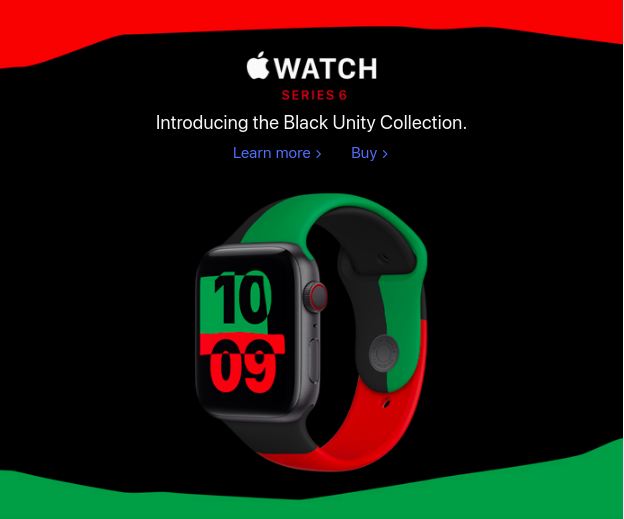 WATCH
SERIES 6
Introducing the Black Unity Collection.
Learn more > Buy >
10
09